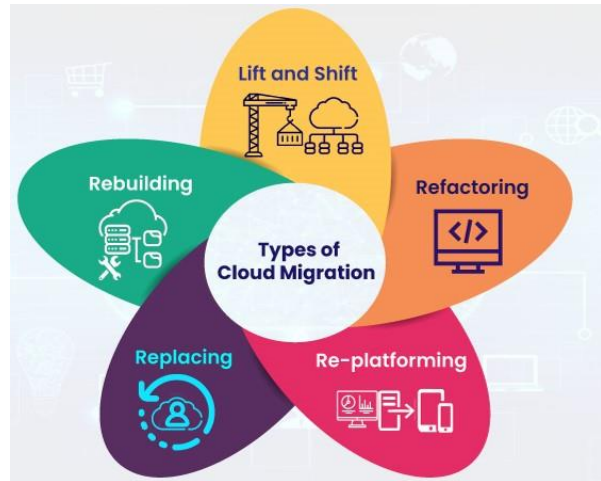 Lift and Shift
Rebuilding
Refactoring
</>
Types of
Cloud Migration
Replacing
Re-platforming